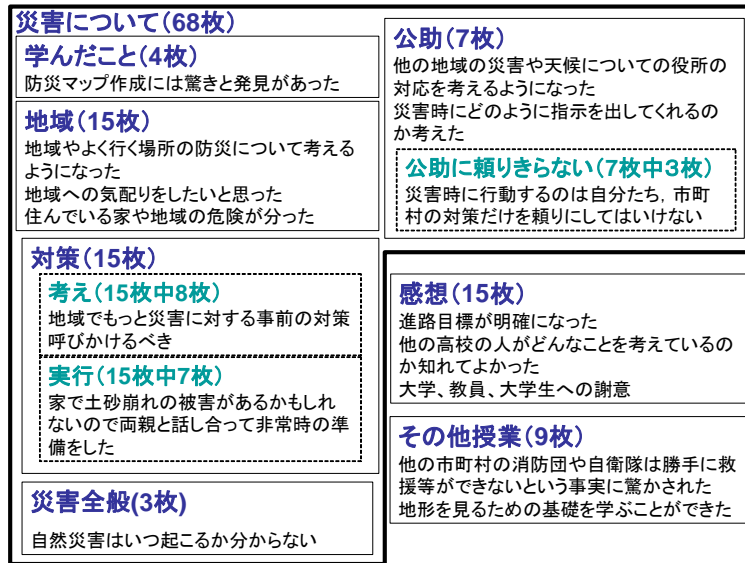 災害について(68枚)
学んだこと(4枚)
防災マップ作成には驚きと発見があった
地域(15枚)
地域やよく行く場所の防災について考える
ようになった
地域への気配りをしたいと思った
住んでいる家や地域の危険が分った
対策(15枚)
考え(15枚中8枚)
地域でもっと災害に対する事前の対策
呼びかけるべき
実行(15枚中7枚)
家で土砂崩れの被害があるかもしれ
ないので両親と話し合って非常時の準
備をした
災害全般(3枚)
自然災害はいつ起こるか分からない
公助(7枚)
他の地域の災害や天候についての役所の
対応を考えるようになった
災害時にどのように指示を出してくれるの
か考えた
公助に頼りきらない(7枚中3枚)
災害時に行動するのは自分たち, 市町
村の対策だけを頼りにしてはいけない
感想(15枚)
進路目標が明確になった
他の高校の人がどんなことを考えているの
か知れてよかった
大学、教員、大学生への謝意
その他授業(9枚)
他の市町村の消防団や自衛隊は勝手に救
援等ができないという事実に驚かされた
地形を見るための基礎を学ぶことができた